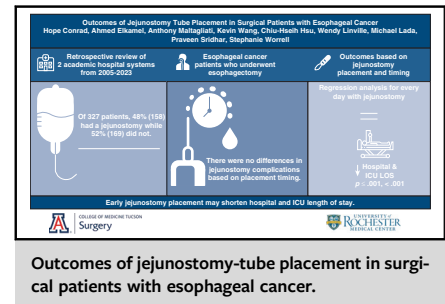 Outcomes of Jejunostomy Tube Placement in Surgical Patients with Esophageal Cancer
Hope Conrad, Ahmed Elkamel, Anthony Maltagliati, Kevin Wang, Chiu-Hseih Hsu, Wendy Linville, Michael Lada,
Praveen Sridhar, Stephanie Worrell
Retrospective review of
2 academic hospital systems
from 2005-2023
Esophageal cancer
patients who underwent
esophagectomy
Outcomes based on
jejunostomy
placement and timing
Of 327 patients, 48% (158)
had a jejunostomy while
52% (169) did not.
There were no differences in
jejunostomy complications
based on placement timing.
Regression analysis for every
day with jejunostomy
Hospital &
ICU LOS
p ≤ .001, < .001
Early jejunostomy placement may shorten hospital and ICU length of stay.
A
COLLEGE OF MEDICINE TUCSON
Surgery
UNIVERSITY of
ROCHESTER
MEDICAL CENTER
Outcomes of jejunostomy-tube placement in surgi-
cal patients with esophageal cancer.